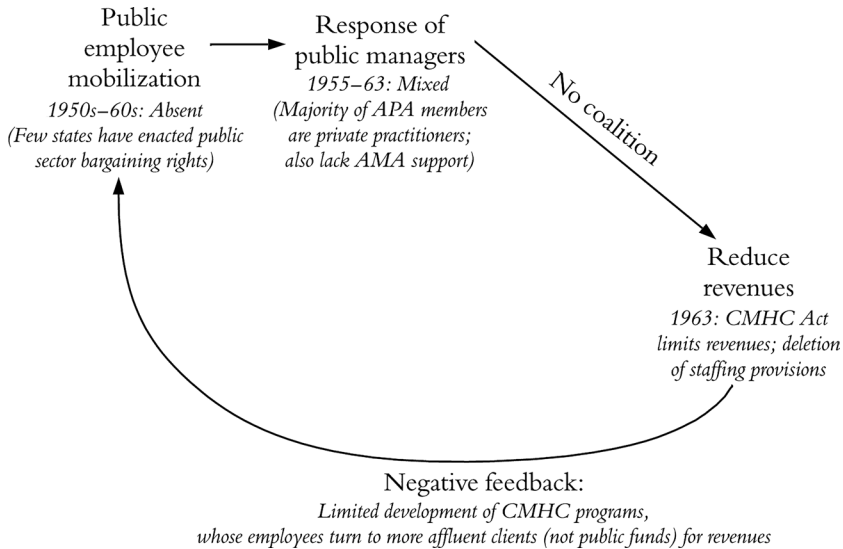 Public
employee
mobilization
1950s–60s: Absent
(Few states have enacted public
sector bargaining rights)
Response of
public managers
1955–63: Mixed
(Majority of APA members
are private practitioners;
also lack AMA support)
No coalition
Reduce
revenues
1963: CMHC Act
limits revenues; deletion
of staffing provisions
Negative feedback:
Limited development of CMHC programs,
whose employees turn to more affluent clients (not public funds) for revenues